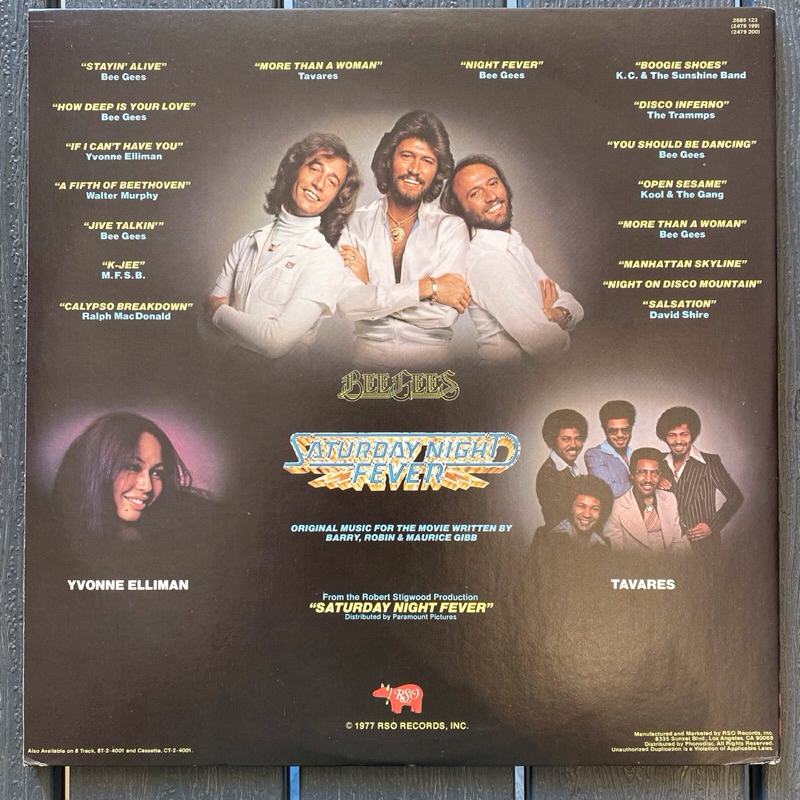 2685 123
(2479 199)
(2479 200)
"STAYIN' ALIVE"
Bee Gees
"HOW DEEP IS YOUR LOVE"
Bee Gees
"IF I CAN'T HAVE YOU"
Yvonne Elliman
"A FIFTH OF BEETHOVEN"
Walter Murphy
"JIVE TALKIN'"
Bee Gees
"K-JEE"
M.F.S.B.
"CALYPSO BREAKDOWN"
Ralph MacDonald
"MORE THAN A WOMAN"
Tavares
"NIGHT FEVER"
Bee Gees
"BOOGIE SHOES"
K.C. & The Sunshine Band
"DISCO INFERNO"
The Trammps
"YOU SHOULD BE DANCING"
Bee Gees
"OPEN SESAME"
Kool & The Gang
"MORE THAN A WOMAN"
Bee Gees
"MANHATTAN SKYLINE"
"NIGHT ON DISCO MOUNTAIN"
"SALSATION"
David Shire
BEE GEES
SATURDAY NIGHT
FEVER
ORIGINAL MUSIC FOR THE MOVIE WRITTEN BY
BARRY, ROBIN & MAURICE GIBB
YVONNE ELLIMAN
TAVARES
From the Robert Stigwood Production
"SATURDAY NIGHT FEVER"
Distributed by Paramount Pictures
RSO
© 1977 RSO RECORDS, INC.
Also Available on 8 Track, 8T-2-4001 and Cassette, CT-2-4001.
Manufactured and Marketed by RSO Records, Inc.
8335 Sunset Blvd., Los Angeles, CA 90069
Distributed by Phonodisc. All Rights Reserved.
Unauthorized Duplication is a Violation of Applicable Laws.